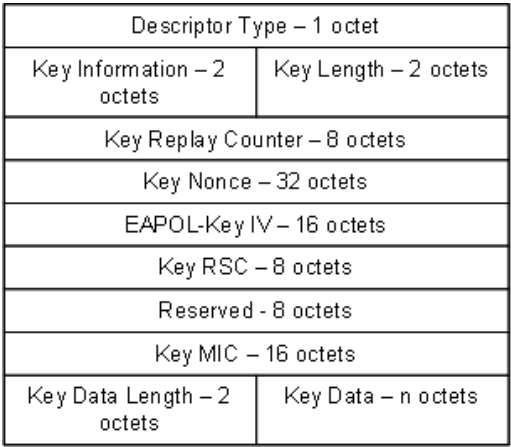 Descriptor Type – 1 octet
Key Information – 2
octets
Key Length – 2 octets
Key Replay Counter – 8 octets
Key Nonce – 32 octets
EAPOL-Key IV – 16 octets
Key RSC – 8 octets
Reserved - 8 octets
Key MIC – 16 octets
Key Data Length – 2
octets
Key Data – n octets